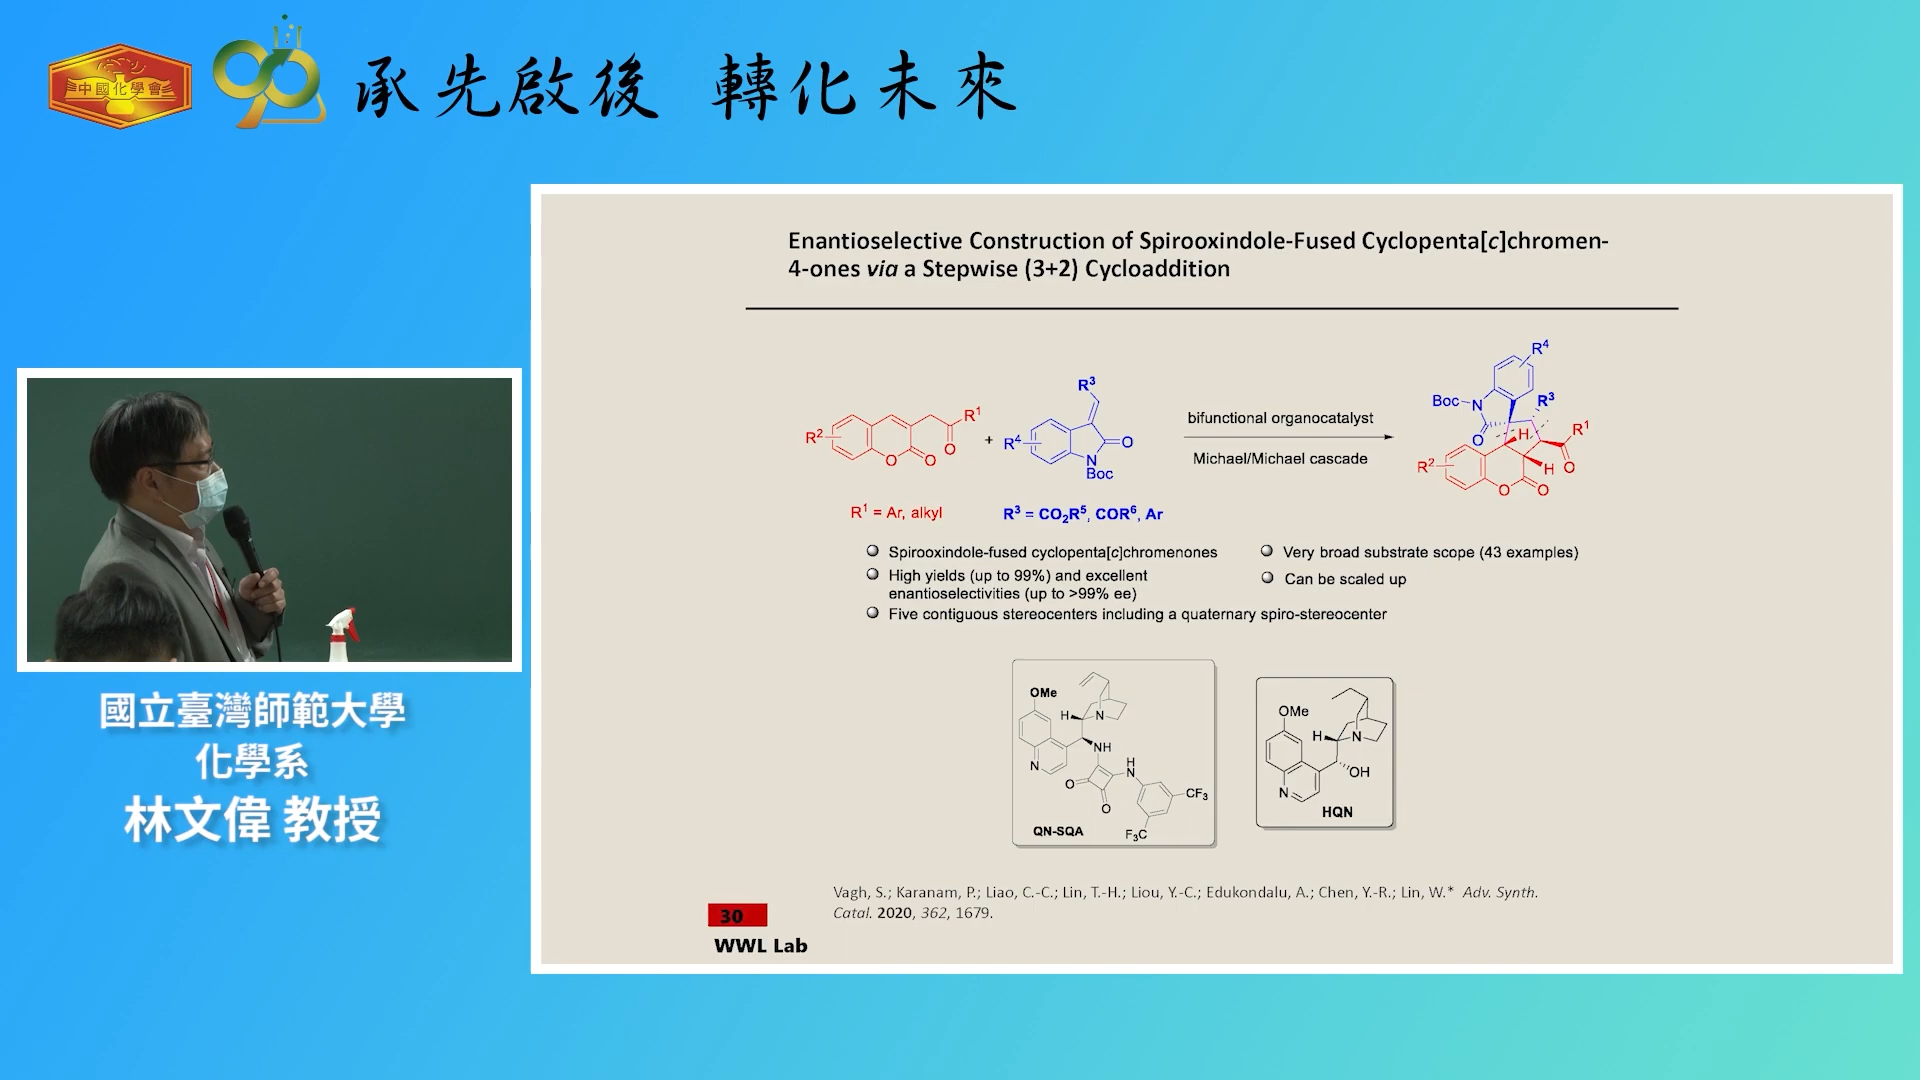 中國化學會
90
承先啟後 轉化未來
Enantioselective Construction of Spirooxindole-Fused Cyclopenta[c]chromen-
4-ones via a Stepwise (3+2) Cycloaddition
R² O O O R¹
+
R³ R⁴ O N Boc
bifunctional organocatalyst
Michael/Michael cascade
R⁴ Boc N R³ O H R¹ R² H O O O
R¹ = Ar, alkyl
R³ = CO₂R⁵, COR⁶, Ar
Spirooxindole-fused cyclopenta[c]chromenones
High yields (up to 99%) and excellent
enantioselectivities (up to >99% ee)
Five contiguous stereocenters including a quaternary spiro-stereocenter
Very broad substrate scope (43 examples)
Can be scaled up
OMe H N NH N O O H N CF₃ F₃C
QN-SQA
OMe H N OH N
HQN
Vagh, S.; Karanam, P.; Liao, C.-C.; Lin, T.-H.; Liou, Y.-C.; Edukondalu, A.; Chen, Y.-R.; Lin, W.* Adv. Synth.
Catal. 2020, 362, 1679.
30
WWL Lab
國立臺灣師範大學
化學系
林文偉 教授